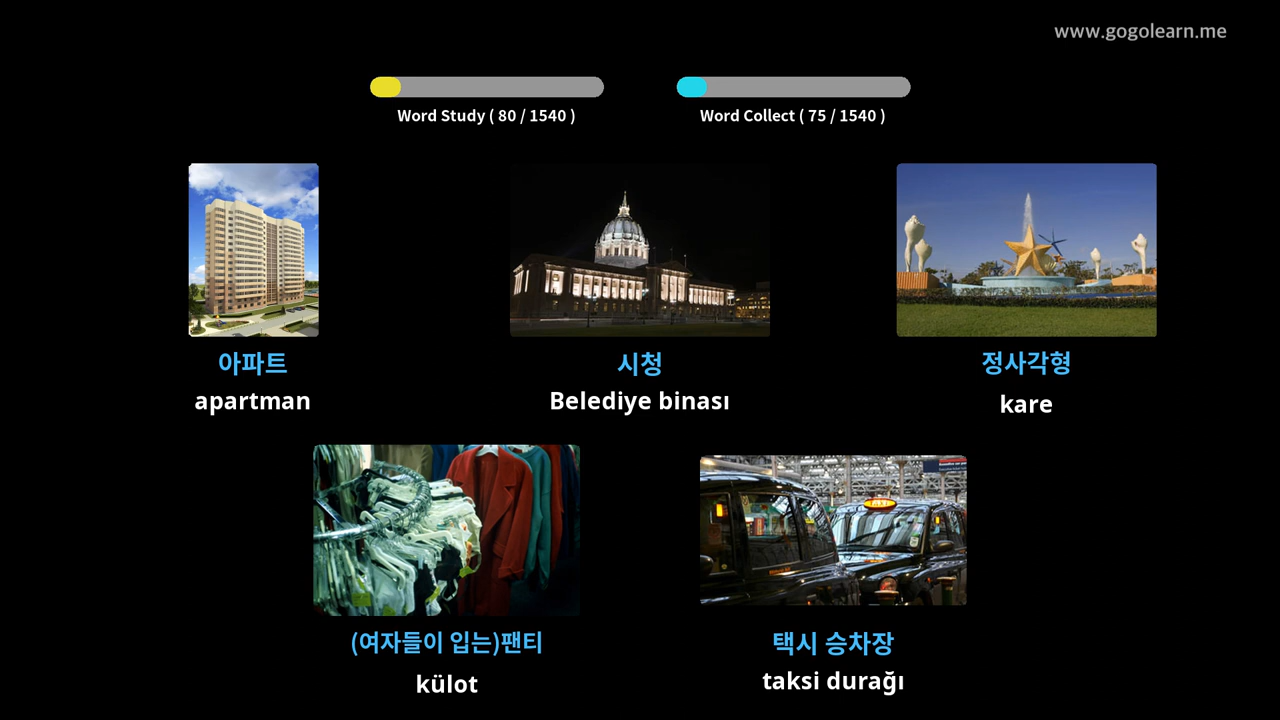 www.gogolearn.me
Word Study ( 80 / 1540 )
Word Collect ( 75 / 1540 )
아파트
시청
정사각형
apartman
Belediye binası
kare
TAXI
(여자들이 입는)팬티
택시 승차장
külot
taksi durağı